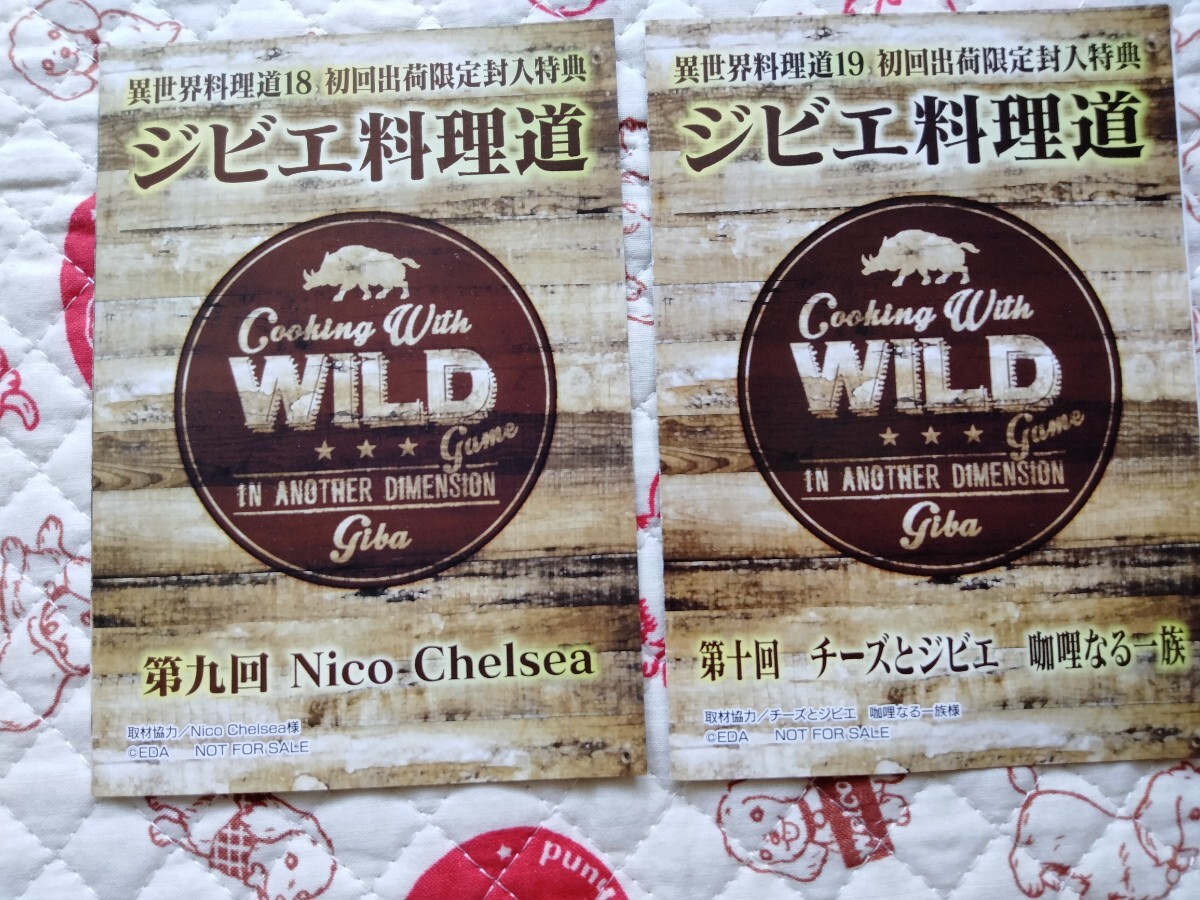 異世界料理道18 初回出荷限定封入特典
ジビエ料理道
Cooking With
WILD
Game
IN ANOTHER DIMENSION
Giba
第九回 Nico Chelsea
取材協力/Nico Chelsea様
©EDA NOT FOR SALE
異世界料理道19 初回出荷限定封入特典
ジビエ料理道
Cooking With
WILD
Game
IN ANOTHER DIMENSION
Giba
第十回 チーズとジビエ 咖哩なる一族
取材協力/チーズとジビエ 咖哩なる一族様
©EDA NOT FOR SALE